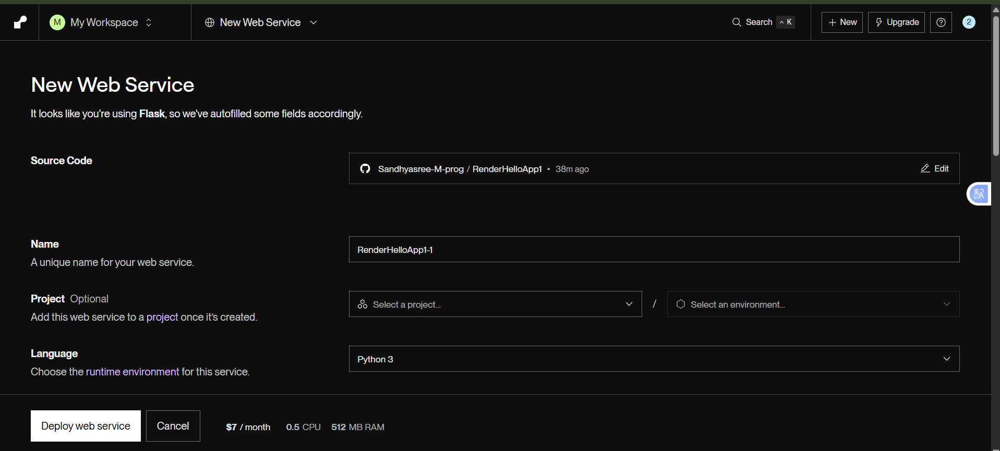 M My Workspace New Web Service Search ^ K + New Upgrade 2
New Web Service
It looks like you're using Flask, so we've autofilled some fields accordingly.
Source Code
Sandhyasree-M-prog / RenderHelloApp1 • 38m ago Edit
Name
A unique name for your web service.
RenderHelloApp1-1
Project Optional
Add this web service to a project once it's created.
Select a project... / Select an environment...
Language
Choose the runtime environment for this service.
Python 3
Deploy web service Cancel $7 / month 0.5 CPU 512 MB RAM